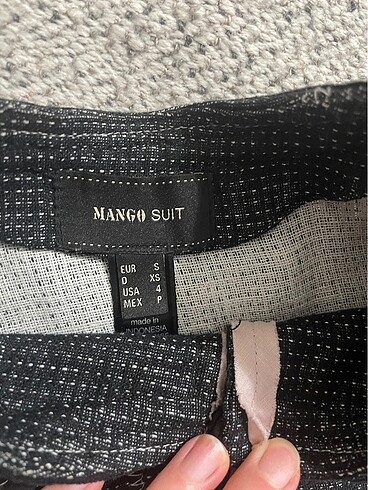 MANGO SUIT
EUR S
D XS
USA 4
MEX P
made in
INDONESIA